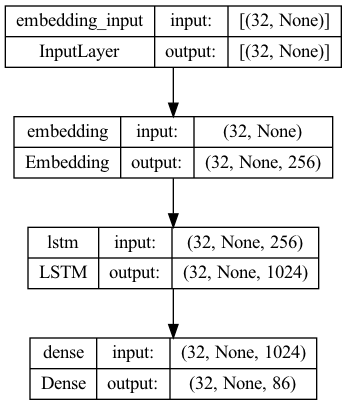 embedding_input input: [(32, None)]
InputLayer output: [(32, None)]
embedding input: (32, None)
Embedding output: (32, None, 256)
lstm input: (32, None, 256)
LSTM output: (32, None, 1024)
dense input: (32, None, 1024)
Dense output: (32, None, 86)